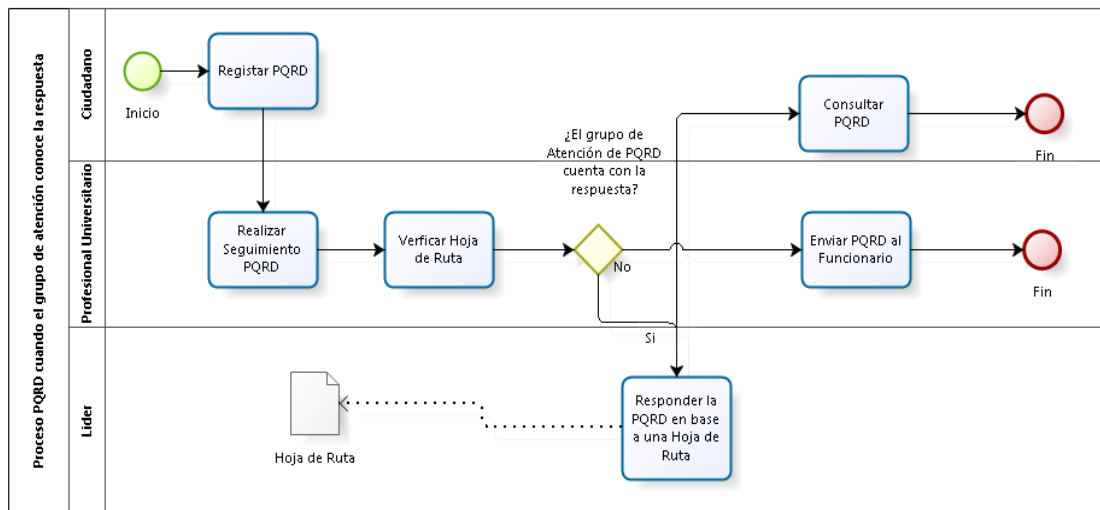 Proceso PQRD cuando el grupo de atención conoce la respuesta
Ciudadano
Inicio
Registar PQRD
Consultar
PQRD
Fin
¿El grupo de
Atención de PQRD
cuenta con la
respuesta?
Profesional Universitario
Realizar
Seguimiento
PQRD
Verficar Hoja
de Ruta
No
Si
Enviar PQRD al
Funcionario
Fin
Lider
Hoja de Ruta
Responder la
PQRD en base
a una Hoja de
Ruta